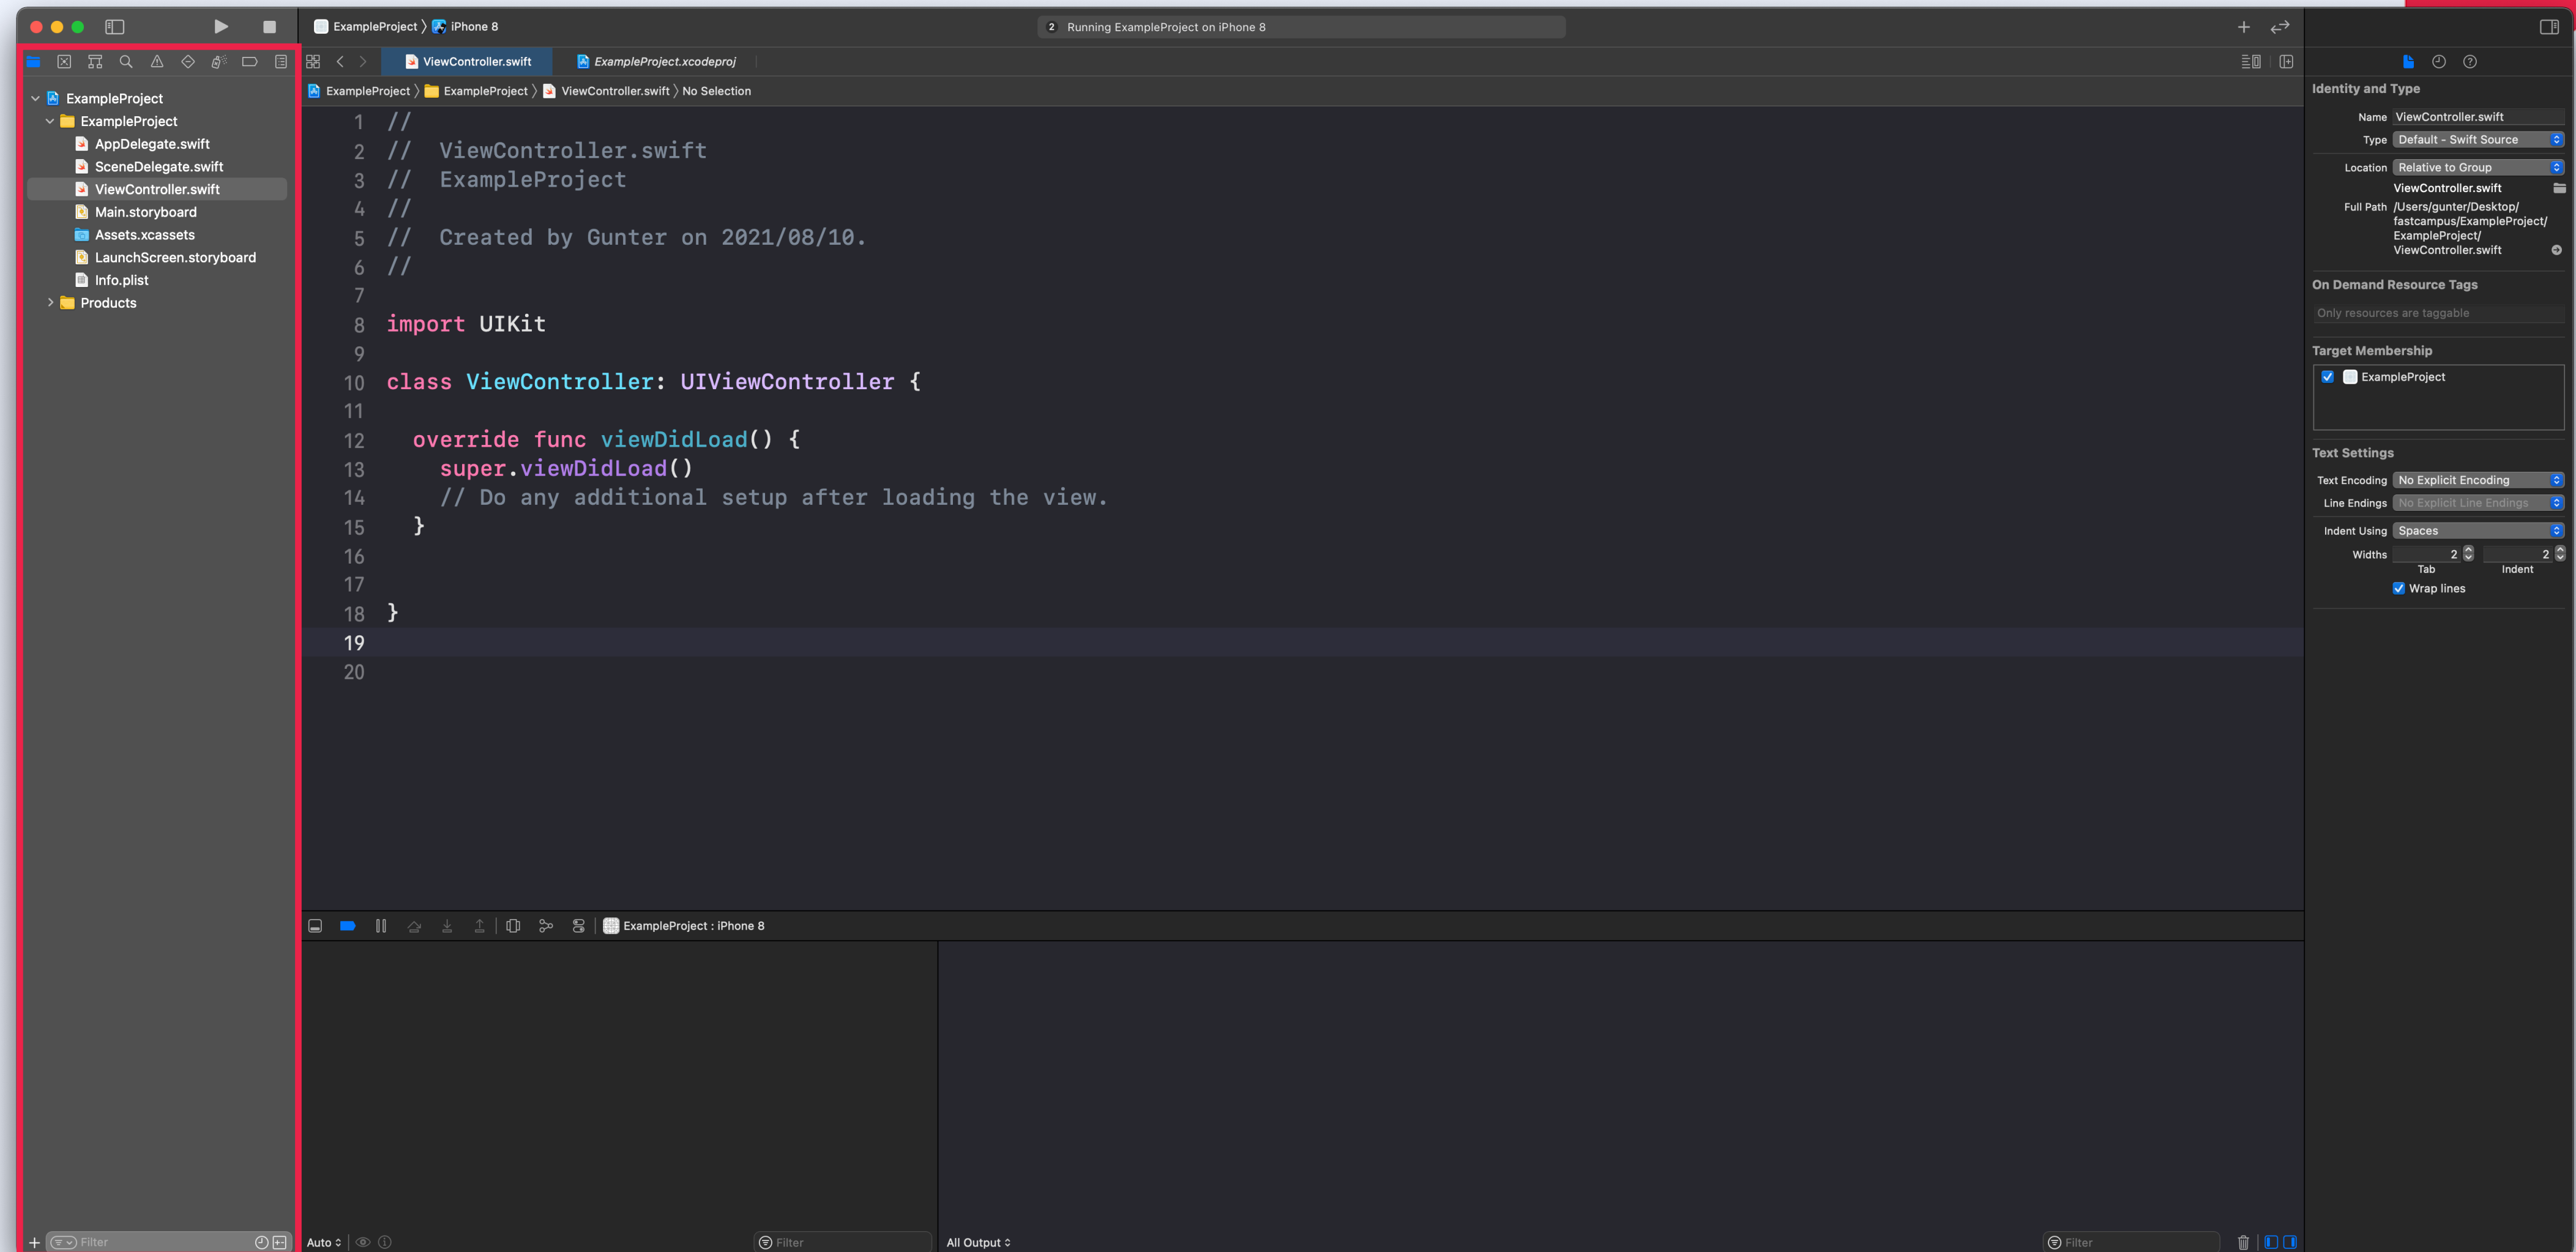 ExampleProject 〉 iPhone 8
2 Running ExampleProject on iPhone 8
ViewController.swift
ExampleProject.xcodeproj
ExampleProject 〉 ExampleProject 〉 ViewController.swift 〉 No Selection
ExampleProject
ExampleProject
AppDelegate.swift
SceneDelegate.swift
ViewController.swift
Main.storyboard
Assets.xcassets
LaunchScreen.storyboard
Info.plist
Products
Filter
1 //
2 //  ViewController.swift
3 //  ExampleProject
4 //
5 //  Created by Gunter on 2021/08/10.
6 //
7
8 import UIKit
9
10 class ViewController: UIViewController {
11
12   override func viewDidLoad() {
13     super.viewDidLoad()
14     // Do any additional setup after loading the view.
15   }
16
17
18 }
19
20
ExampleProject : iPhone 8
Auto
Filter
All Output
Filter
Identity and Type
Name ViewController.swift
Type Default - Swift Source
Location Relative to Group
ViewController.swift
Full Path /Users/gunter/Desktop/
fastcampus/ExampleProject/
ExampleProject/
ViewController.swift
On Demand Resource Tags
Only resources are taggable
Target Membership
ExampleProject
Text Settings
Text Encoding No Explicit Encoding
Line Endings No Explicit Line Endings
Indent Using Spaces
Widths 2 2
Tab Indent
Wrap lines